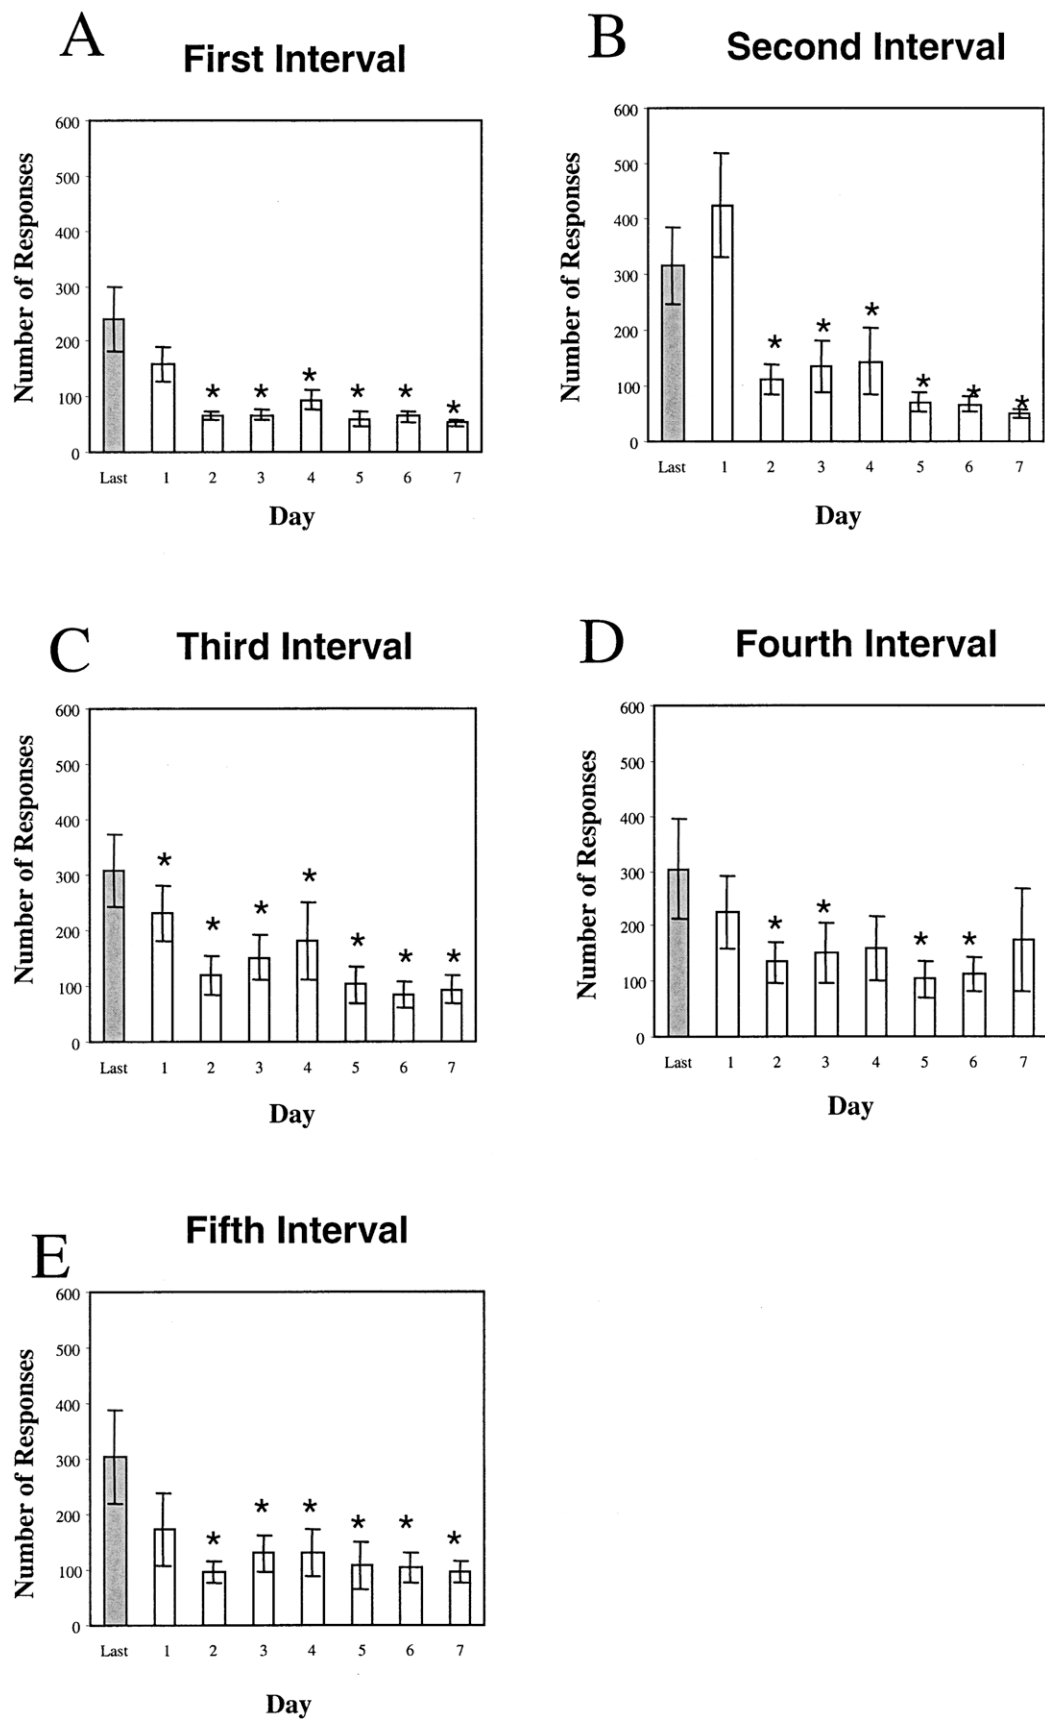 A
First Interval
Number of Responses
600
500
400
300
200
100
0
* * * * * *
Last 1 2 3 4 5 6 7
Day
B
Second Interval
Number of Responses
600
500
400
300
200
100
0
* * * * * *
Last 1 2 3 4 5 6 7
Day
C
Third Interval
Number of Responses
600
500
400
300
200
100
0
* * * * * * *
Last 1 2 3 4 5 6 7
Day
D
Fourth Interval
Number of Responses
600
500
400
300
200
100
0
* * * *
Last 1 2 3 4 5 6 7
Day
E
Fifth Interval
Number of Responses
600
500
400
300
200
100
0
* * * * * *
Last 1 2 3 4 5 6 7
Day